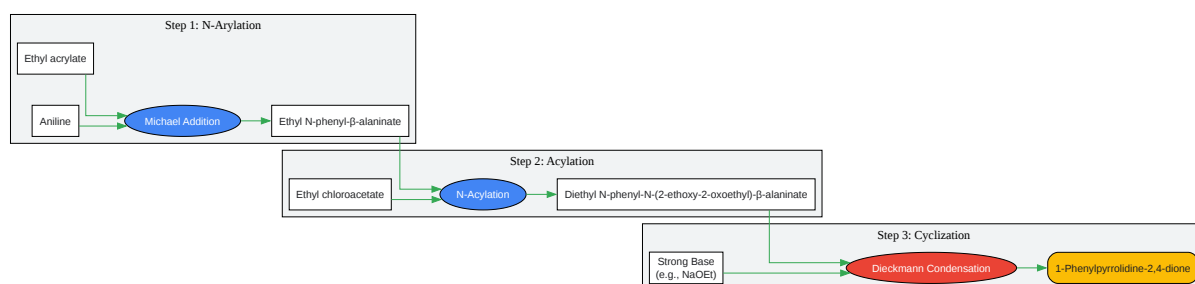 Step 1: N-Arylation
Ethyl acrylate
Aniline
Michael Addition
Ethyl N-phenyl-β-alaninate
Step 2: Acylation
Ethyl chloroacetate
N-Acylation
Diethyl N-phenyl-N-(2-ethoxy-2-oxoethyl)-β-alaninate
Step 3: Cyclization
Strong Base
(e.g., NaOEt)
Dieckmann Condensation
1-Phenylpyrrolidine-2,4-dione